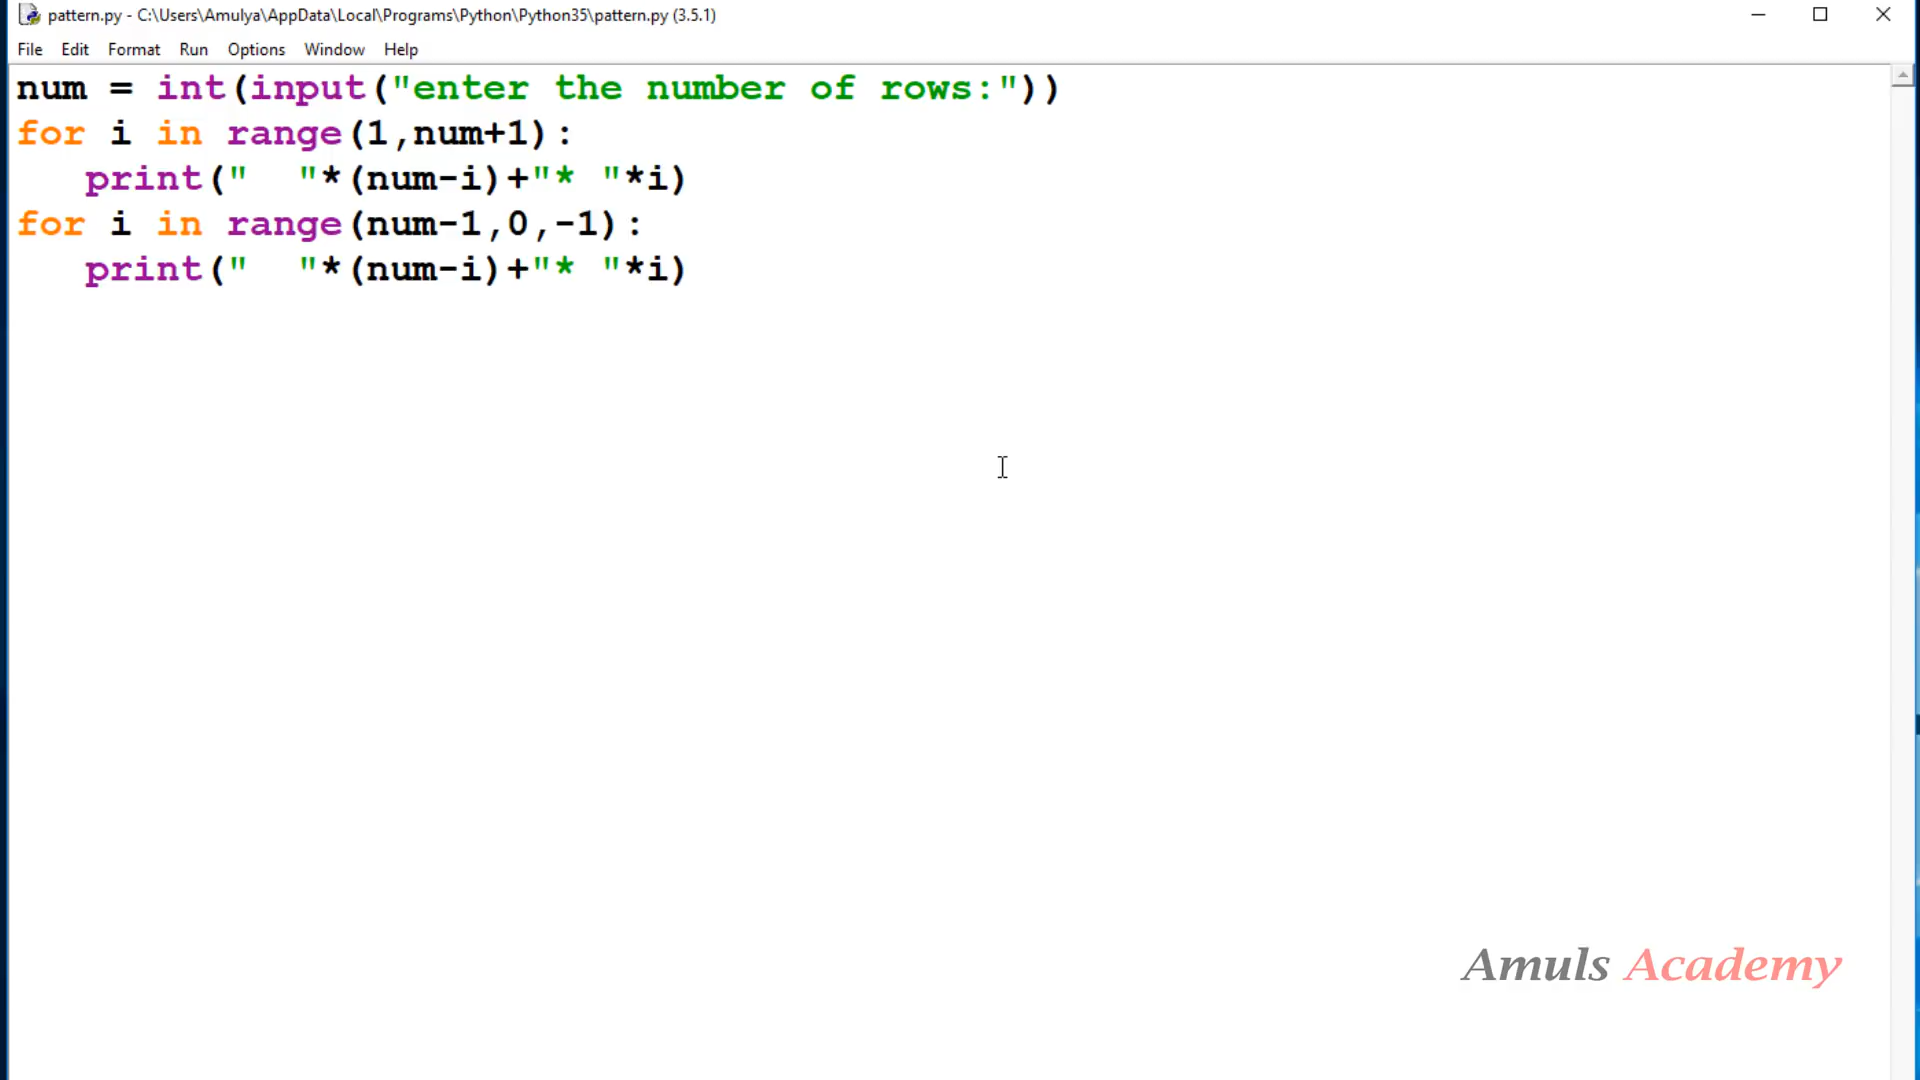 pattern.py - C:\Users\Amulya\AppData\Local\Programs\Python\Python35\pattern.py (3.5.1)
File Edit Format Run Options Window Help
num = int(input("enter the number of rows:"))
for i in range(1,num+1):
   print("  "*(num-i)+"* "*i)
for i in range(num-1,0,-1):
   print("  "*(num-i)+"* "*i)
Amuls Academy